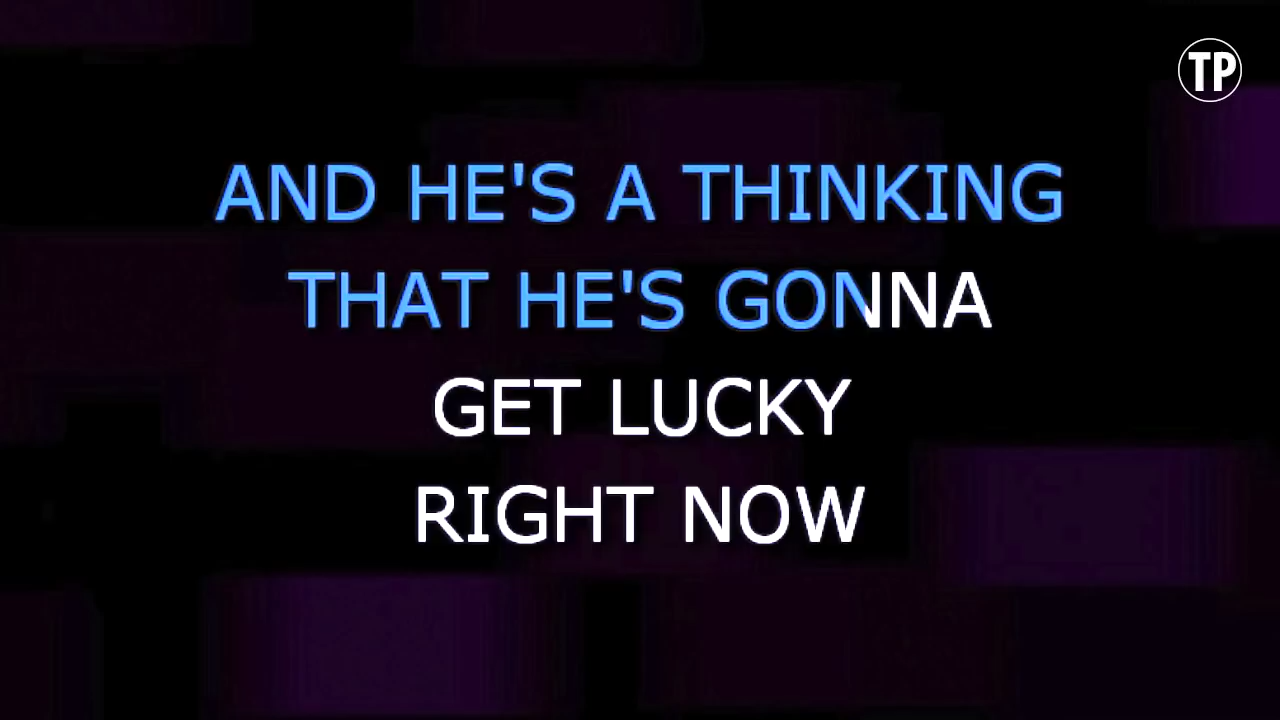 TP
AND HE'S A THINKING
THAT HE'S GONNA
GET LUCKY
RIGHT NOW